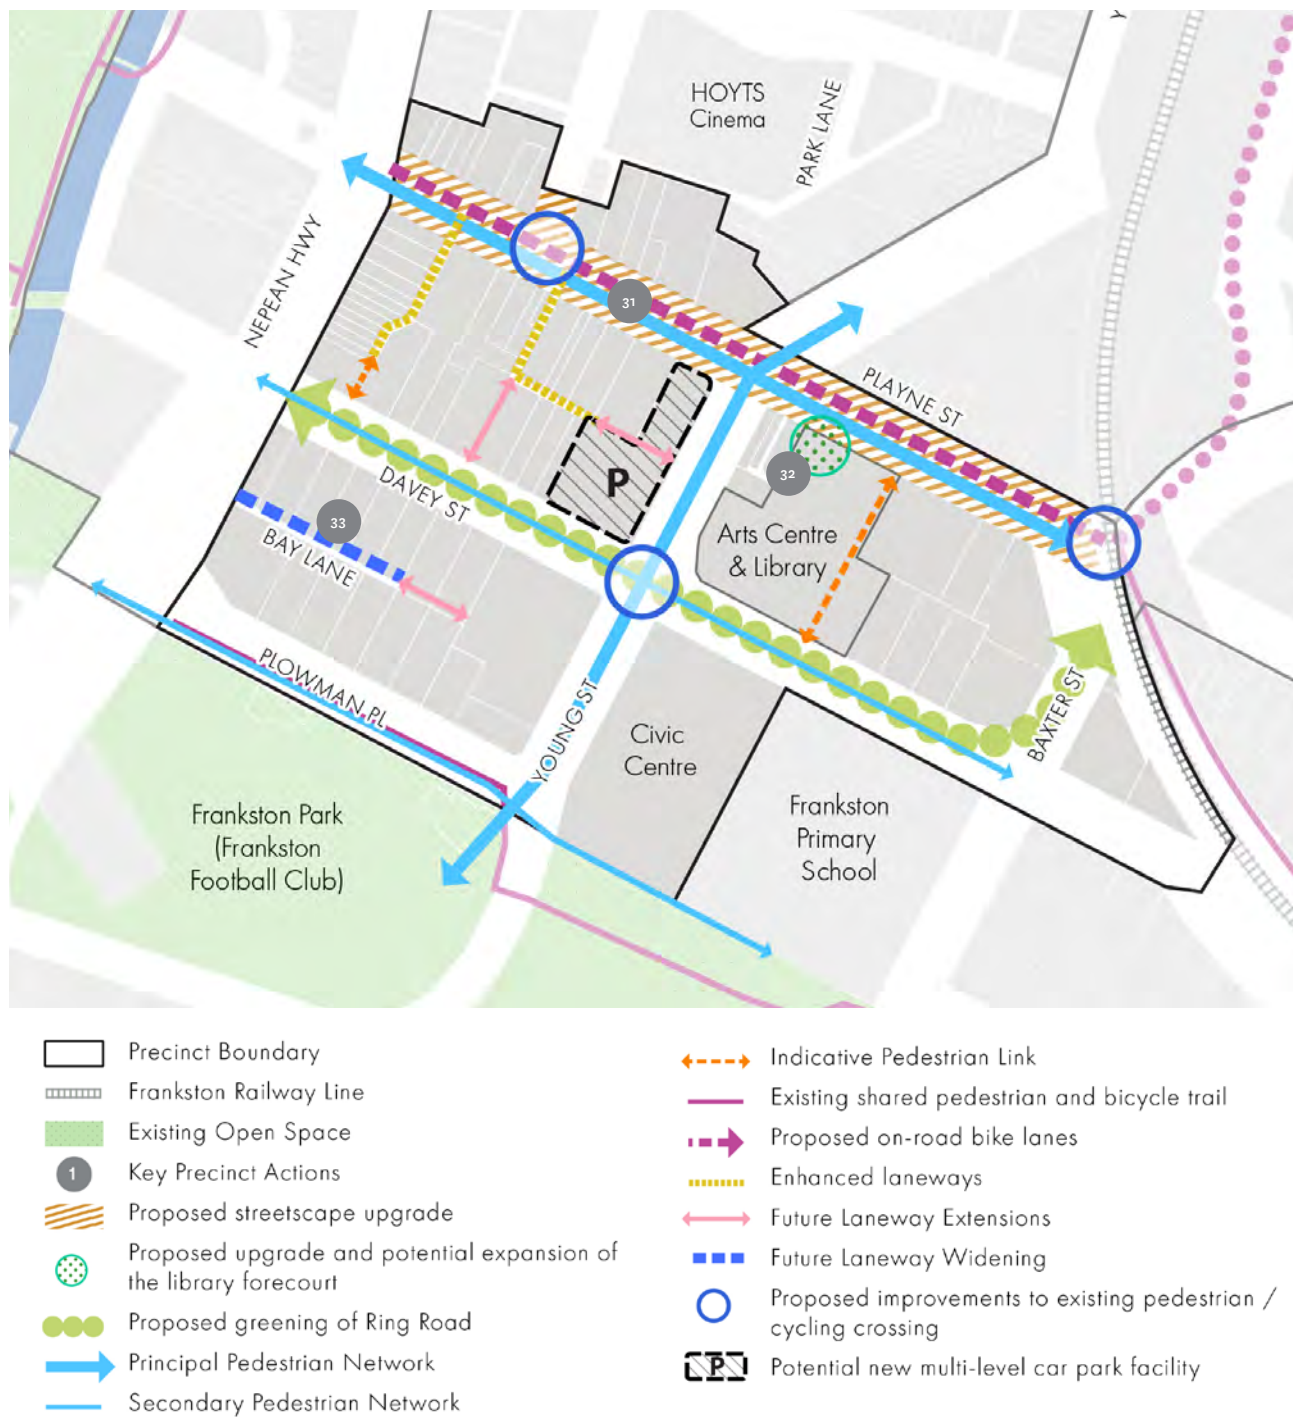 Y
HOYTS
Cinema
PARK LANE
NEPEAN HWY
31
PLAYNE ST
32
P
DAVEY ST
33
BAY LANE
Arts Centre
& Library
PLOWMAN PL
YOUNG ST
Civic
Centre
BAXTER ST
Frankston Park
(Frankston
Football Club)
Frankston
Primary
School
Precinct Boundary
Frankston Railway Line
Existing Open Space
1
Key Precinct Actions
Proposed streetscape upgrade
Proposed upgrade and potential expansion of
the library forecourt
Proposed greening of Ring Road
Principal Pedestrian Network
Secondary Pedestrian Network
Indicative Pedestrian Link
Existing shared pedestrian and bicycle trail
Proposed on-road bike lanes
Enhanced laneways
Future Laneway Extensions
Future Laneway Widening
Proposed improvements to existing pedestrian /
cycling crossing
P
Potential new multi-level car park facility